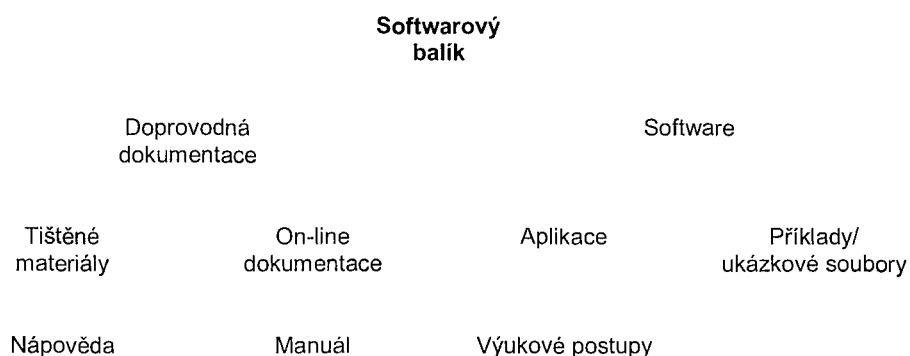 Softwarový
balík
Doprovodná
dokumentace
Software
Tištěné
materiály
On-line
dokumentace
Aplikace
Příklady/
ukázkové soubory
Nápověda
Manuál
Výukové postupy